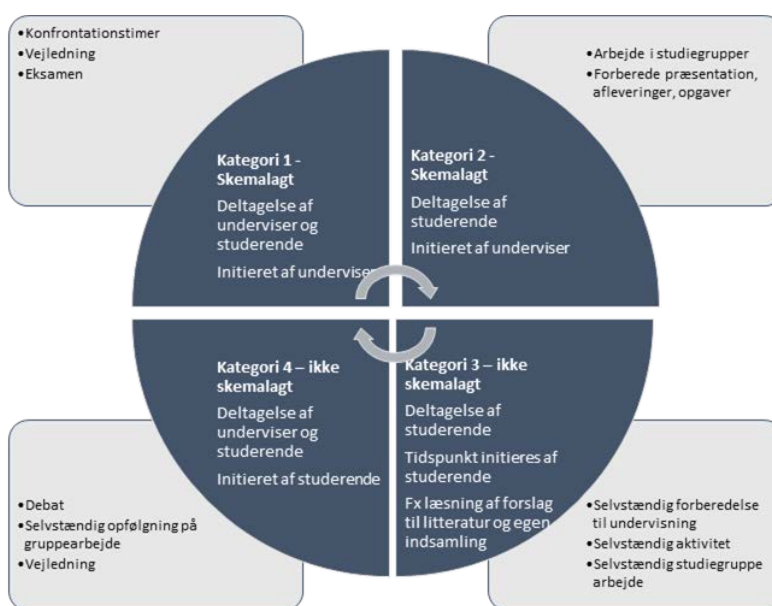 •Konfrontationstimer
•Vejledning
•Eksamen
•Arbejde i studiegrupper
•Forberede præsentation,
afleveringer, opgaver
Kategori 1 -
Skemalagt
Deltagelse af
underviser og
studerende
Initieret af underviser
Kategori 2 -
Skemalagt
Deltagelse af
studerende
Initieret af underviser
Kategori 4 – ikke
skemalagt
Deltagelse af
underviser og
studerende
Initieret af studerende
Kategori 3 – ikke
skemalagt
Deltagelse af
studerende
Tidspunkt initieres af
studerende
Fx læsning af forslag
til litteratur og egen
indsamling
•Debat
•Selvstændig opfølgning på
gruppearbejde
•Vejledning
•Selvstændig forberedelse
til undervisning
•Selvstændig aktivitet
•Selvstændig studiegruppe
arbejde